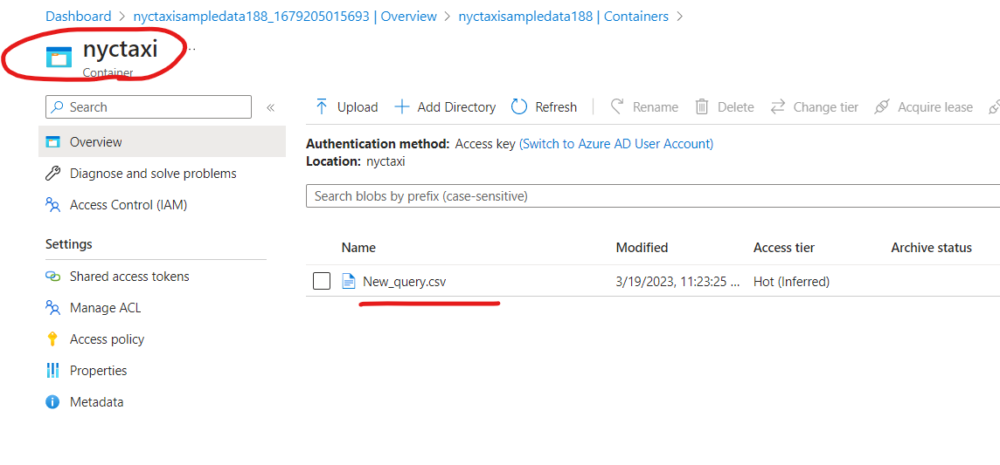 Dashboard > nyctaxisampledata188_1679205015693 | Overview > nyctaxisampledata188 | Containers >
nyctaxi ...
Container
Search «
Upload Add Directory Refresh Rename Delete Change tier Acquire lease
Overview
Authentication method: Access key (Switch to Azure AD User Account)
Location: nyctaxi
Diagnose and solve problems
Search blobs by prefix (case-sensitive)
Access Control (IAM)
Settings
Name Modified Access tier Archive status
Shared access tokens
New_query.csv 3/19/2023, 11:23:25 ... Hot (Inferred)
Manage ACL
Access policy
Properties
Metadata